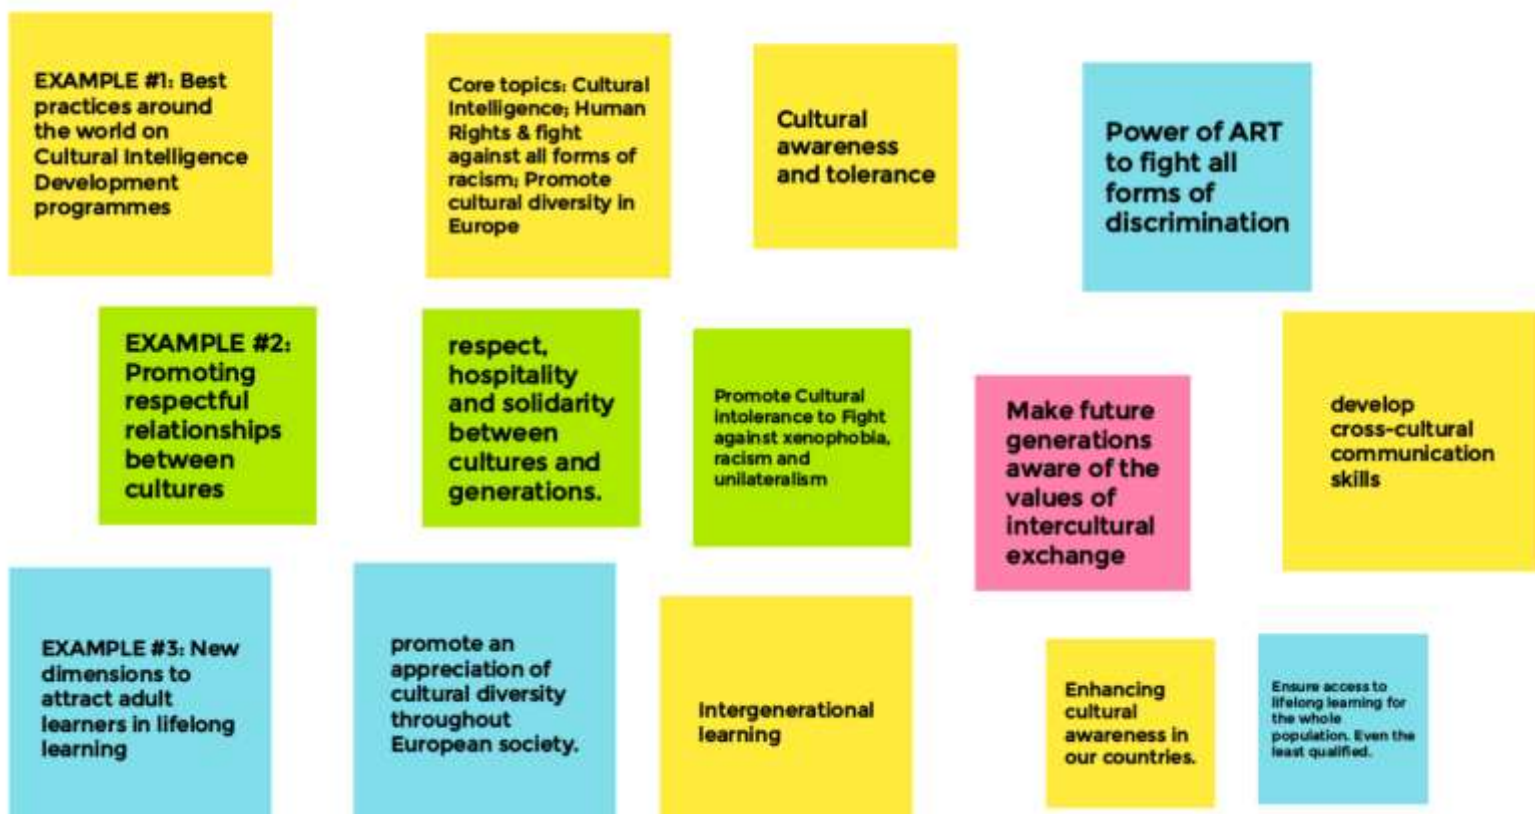 EXAMPLE #1: Best
practices around
the world on
Cultural Intelligence
Development
programmes
Core topics: Cultural
Intelligence; Human
Rights & fight
against all forms of
racism; Promote
cultural diversity in
Europe
Cultural
awareness
and tolerance
Power of ART
to fight all
forms of
discrimination
EXAMPLE #2:
Promoting
respectful
relationships
between
cultures
respect,
hospitality
and solidarity
between
cultures and
generations.
Promote Cultural
intolerance to Fight
against xenophobia,
racism and
unilateralism
Make future
generations
aware of the
values of
intercultural
exchange
develop
cross-cultural
communication
skills
EXAMPLE #3: New
dimensions to
attract adult
learners in lifelong
learning
promote an
appreciation of
cultural diversity
throughout
European society.
Intergenerational
learning
Enhancing
cultural
awareness in
our countries.
Ensure access to
lifelong learning for
the whole
population. Even the
least qualified.